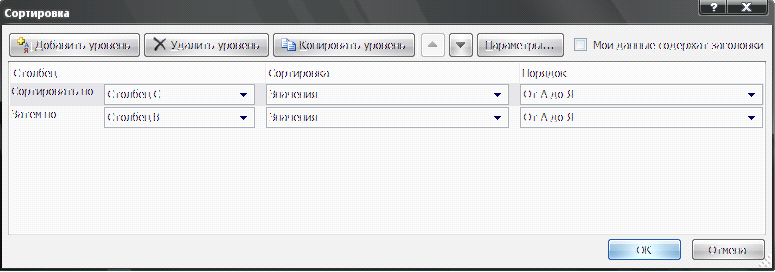 Сортировка
Добавить уровень Удалить уровень Копировать уровень Параметры... Мои данные содержат заголовки
Столбец Сортировка Порядок
Сортировать по Столбец C Значения От А до Я
Затем по Столбец B Значения От А до Я
ОК Отмена